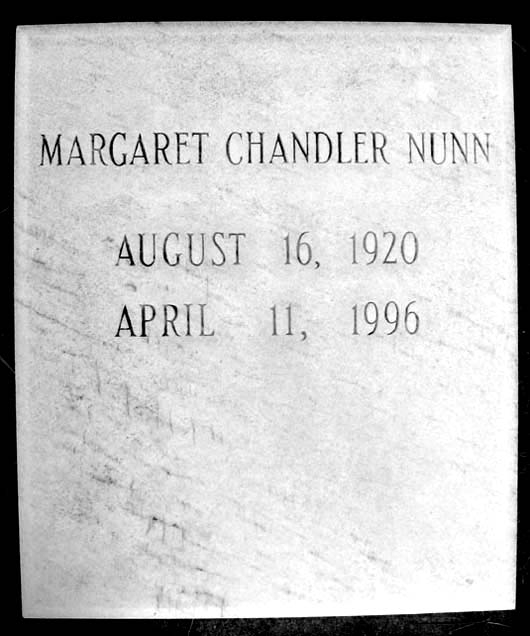 MARGARET CHANDLER NUNN
AUGUST 16, 1920
APRIL 11, 1996